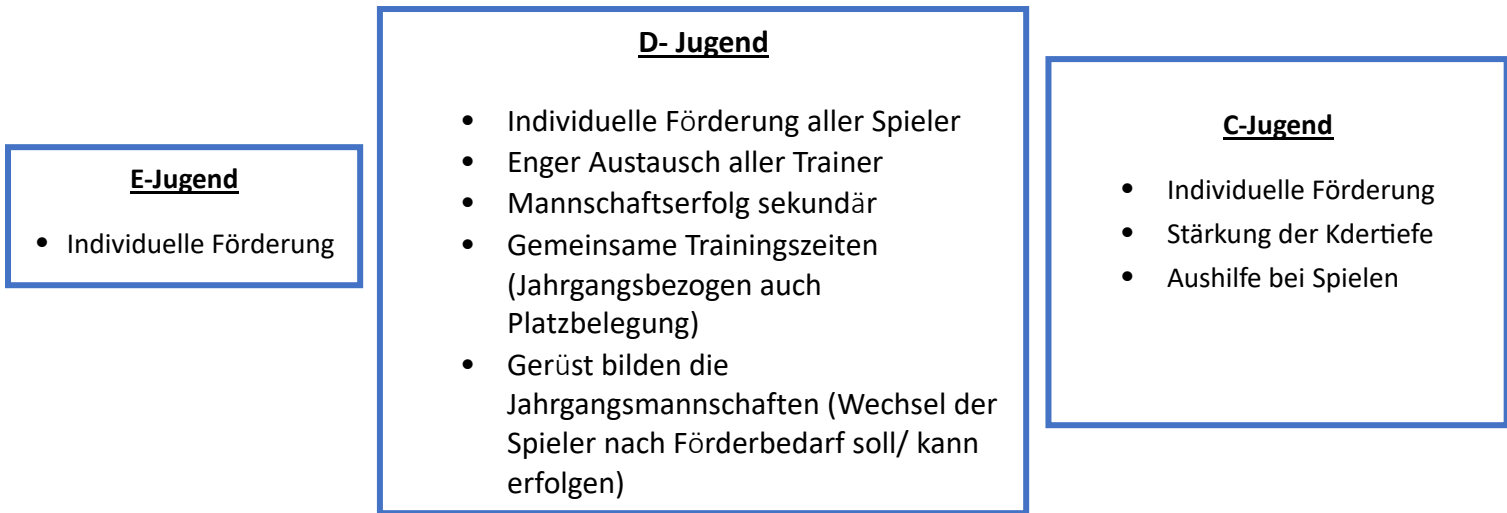 E-Jugend
• Individuelle Förderung
D- Jugend
• Individuelle Förderung aller Spieler
• Enger Austausch aller Trainer
• Mannschaftserfolg sekundär
• Gemeinsame Trainingszeiten
(Jahrgangsbezogen auch
Platzbelegung)
• Gerüst bilden die
Jahrgangsmannschaften (Wechsel der
Spieler nach Förderbedarf soll/ kann
erfolgen)
C-Jugend
• Individuelle Förderung
• Stärkung der Kdertiefe
• Aushilfe bei Spielen